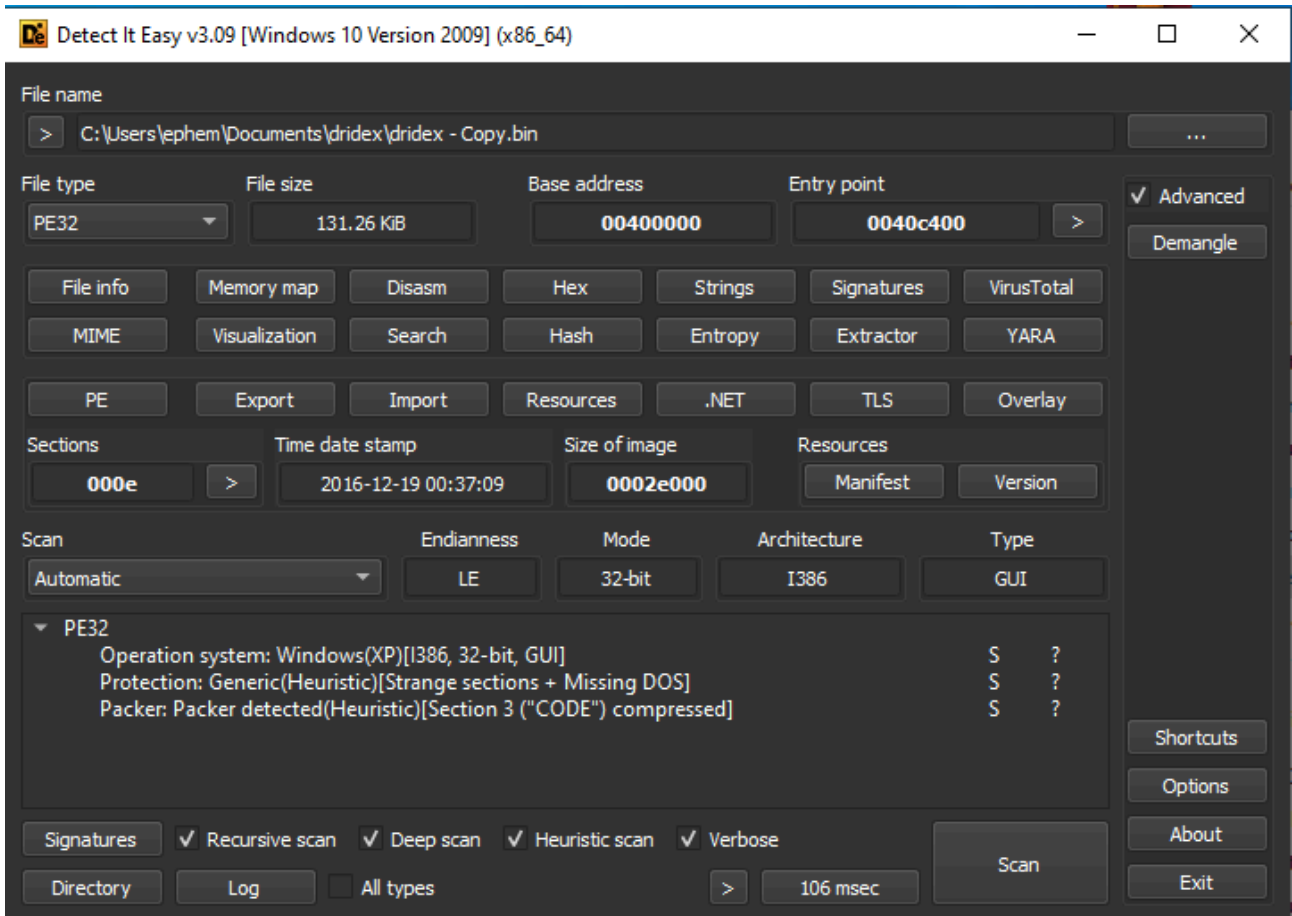 Detect It Easy v3.09 [Windows 10 Version 2009] (x86_64)
File name
> C:\Users\ephem\Documents\dridex\dridex - Copy.bin ...
File type File size Base address Entry point
Advanced
PE32 131.26 KiB 00400000 0040c400 >
Demangle
File info Memory map Disasm Hex Strings Signatures VirusTotal
MIME Visualization Search Hash Entropy Extractor YARA
PE Export Import Resources .NET TLS Overlay
Sections Time date stamp Size of image Resources
000e > 2016-12-19 00:37:09 0002e000 Manifest Version
Scan Endianness Mode Architecture Type
Automatic LE 32-bit I386 GUI
PE32
Operation system: Windows(XP)[I386, 32-bit, GUI] S ?
Protection: Generic(Heuristic)[Strange sections + Missing DOS] S ?
Packer: Packer detected(Heuristic)[Section 3 ("CODE") compressed] S ?
Shortcuts
Options
Signatures Recursive scan Deep scan Heuristic scan Verbose
Scan
About
Directory Log All types > 106 msec
Exit